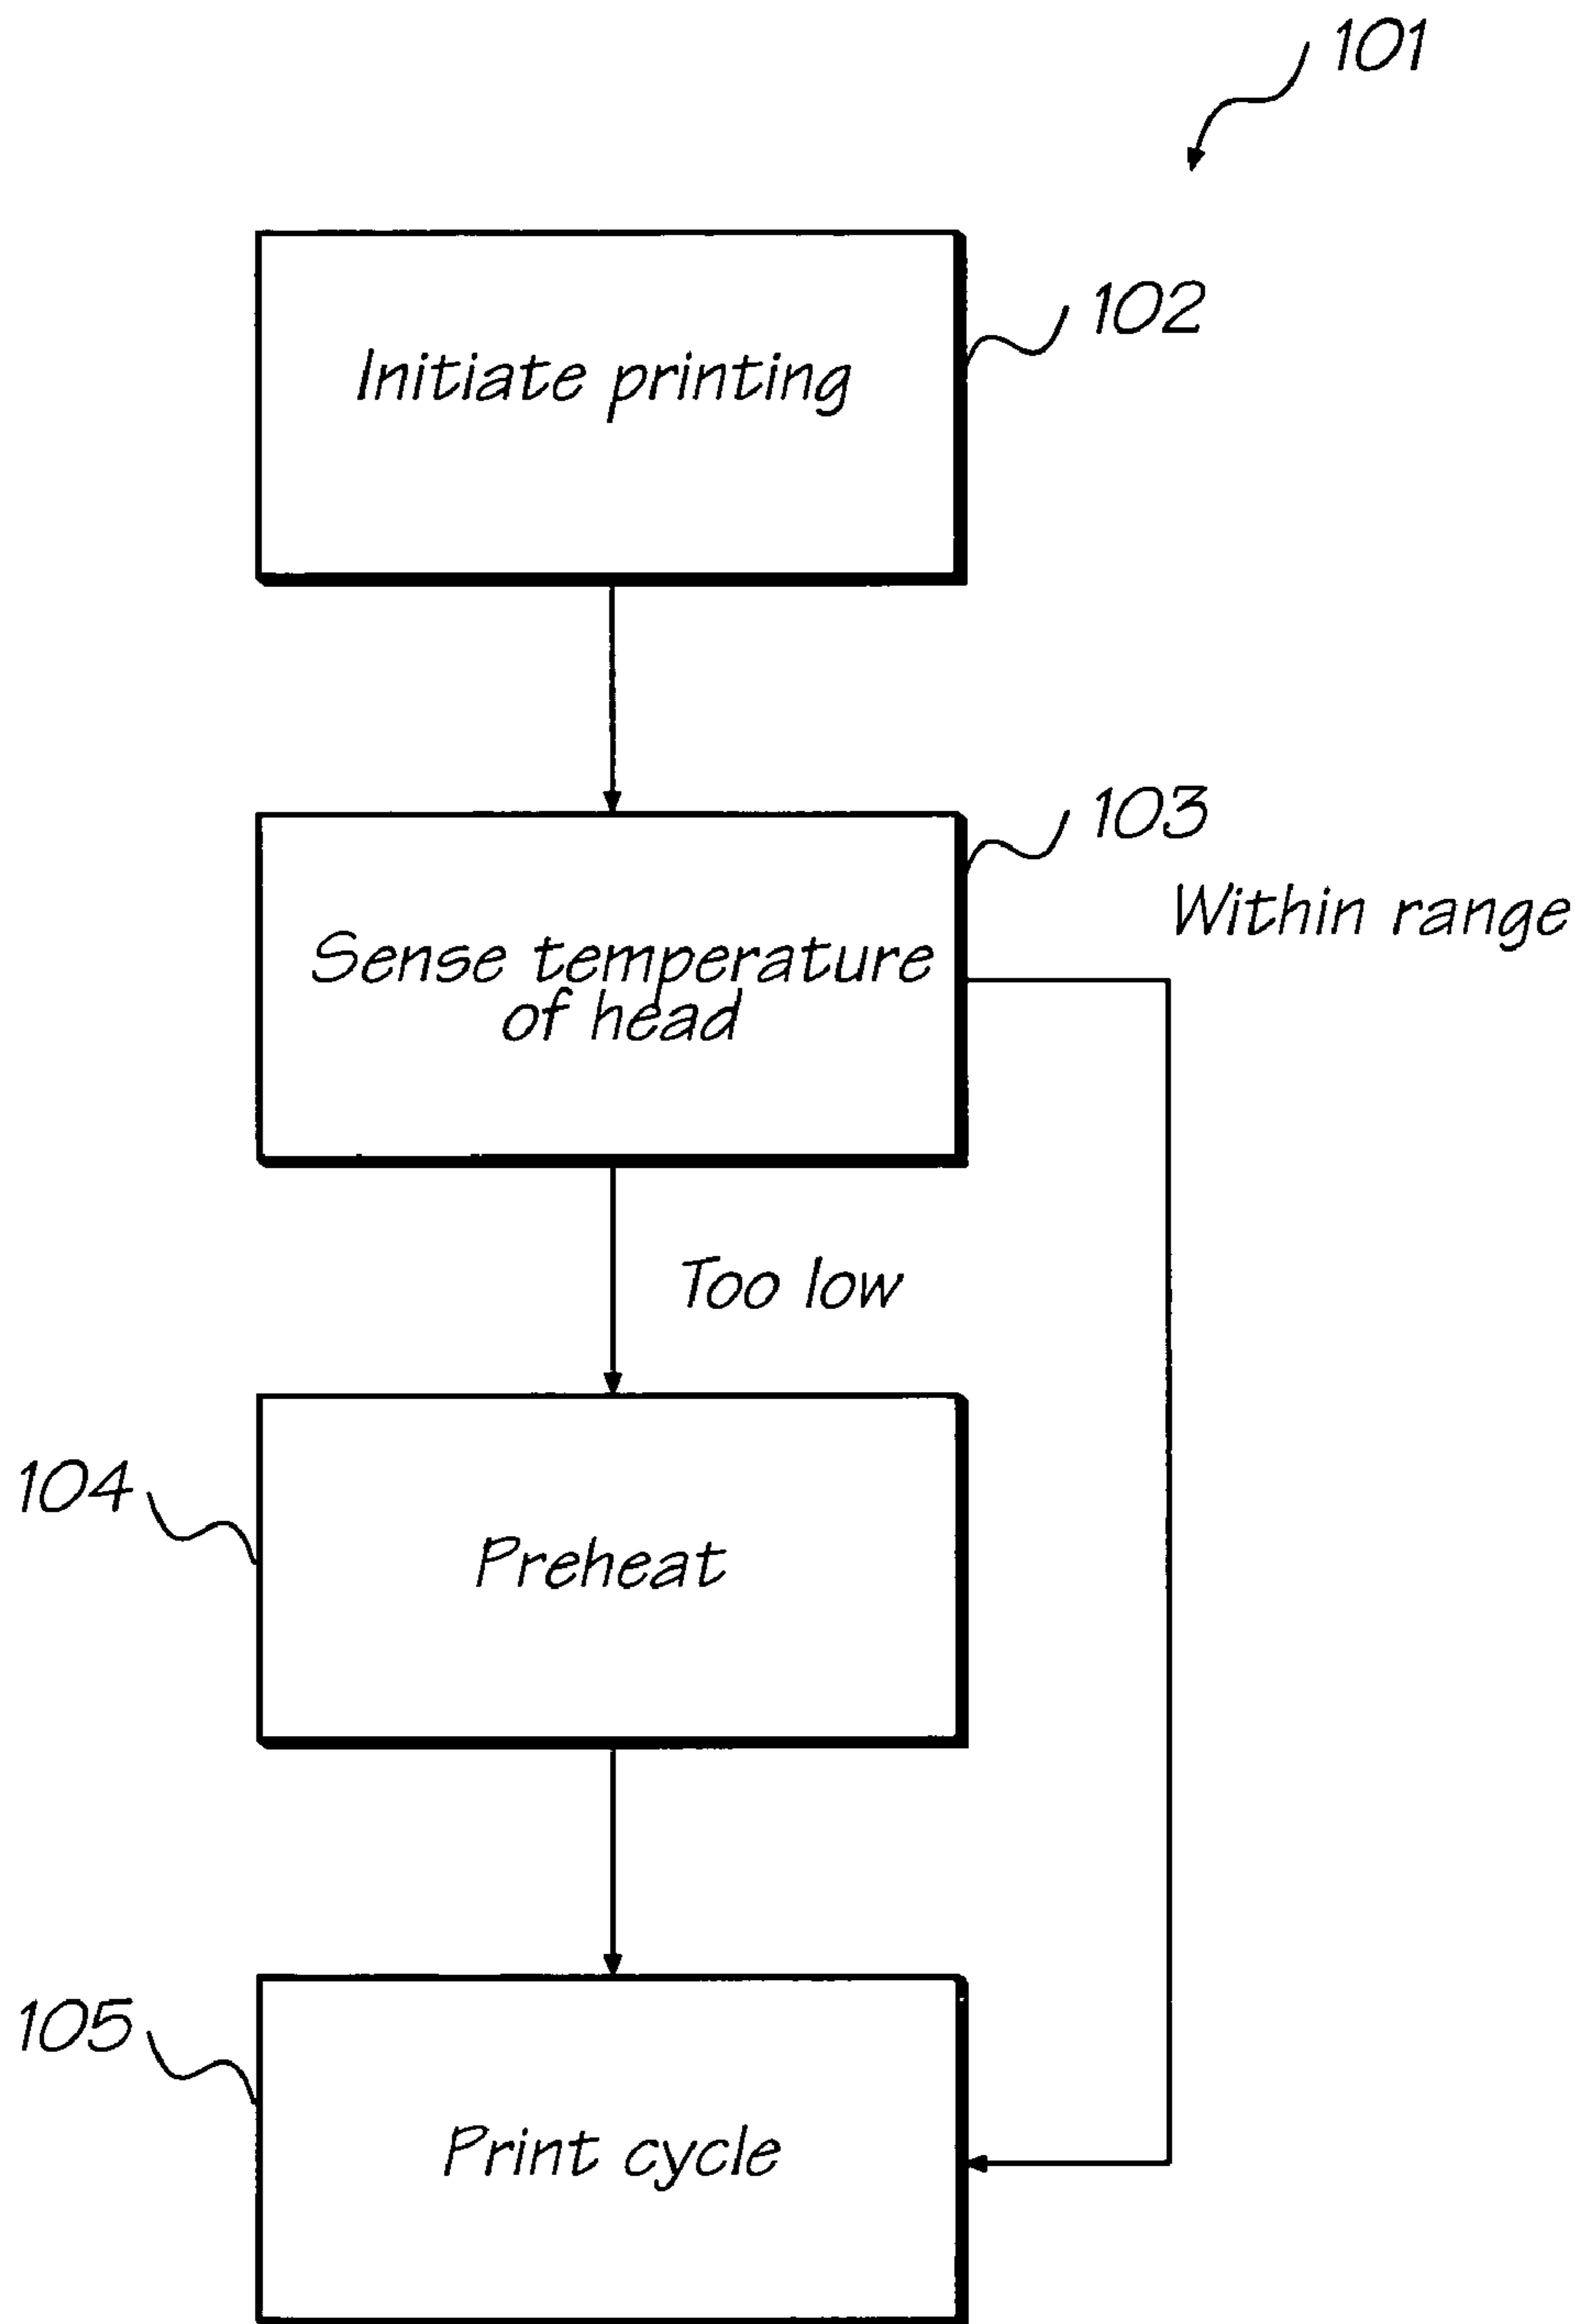 101
Initiate printing
102
103
Within range
Sense temperature
of head
Too low
104
Preheat
105
Print cycle